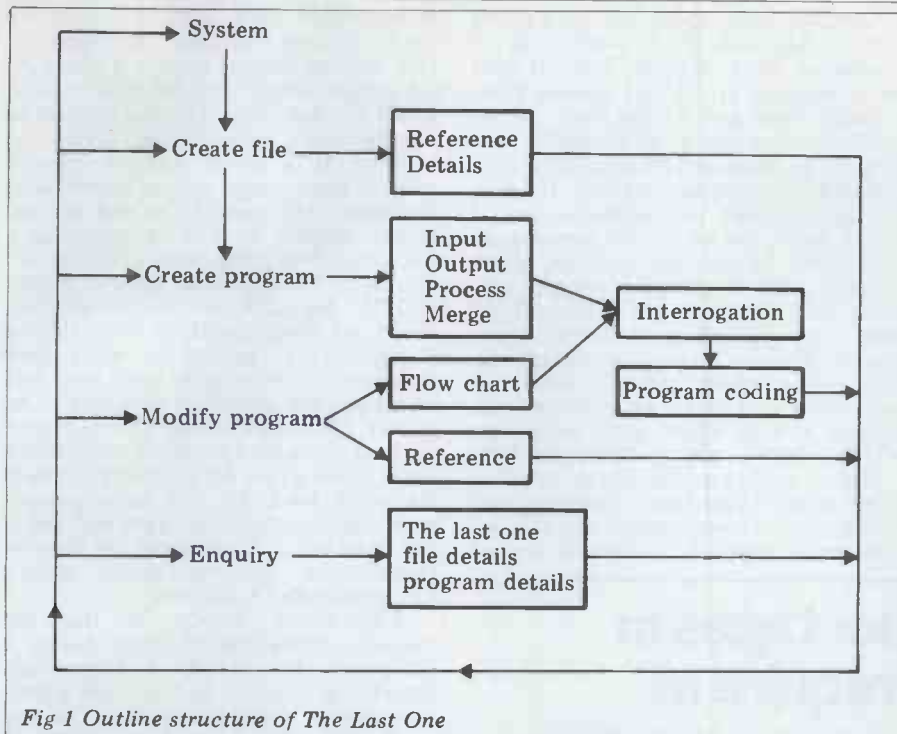 System
Create file
Reference
Details
Create program
Input
Output
Process
Merge
Interrogation
Flow chart
Program coding
Modify program
Reference
Enquiry
The last one
file details
program details
Fig 1 Outline structure of The Last One